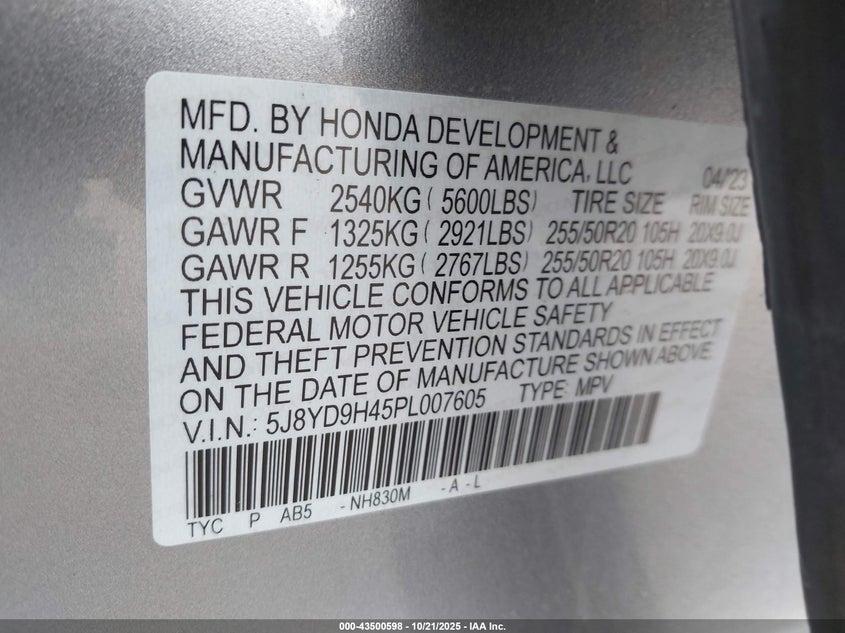 MFD. BY HONDA DEVELOPMENT &
MANUFACTURING OF AMERICA, LLC 04/23
GVWR 2540KG ( 5600LBS) TIRE SIZE RIM SIZE
GAWR F 1325KG ( 2921LBS) 255/50R20 105H 20X9.0J
GAWR R 1255KG ( 2767LBS) 255/50R20 105H 20X9.0J
THIS VEHICLE CONFORMS TO ALL APPLICABLE
FEDERAL MOTOR VEHICLE SAFETY
AND THEFT PREVENTION STANDARDS IN EFFECT
ON THE DATE OF MANUFACTURE SHOWN ABOVE.
V.I.N.: 5J8YD9H45PL007605 TYPE: MPV
TYC P AB5 -NH830M -A-L
000-43500598 - 10/21/2025 - IAA Inc.